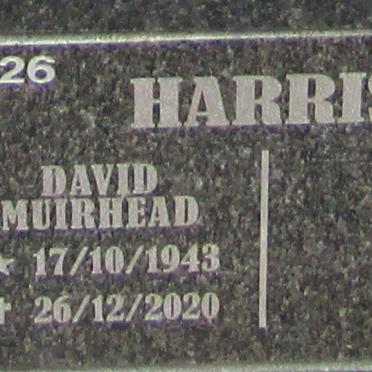 26
HARRIS
DAVID
MUIRHEAD
★ 17/10/1943
✝ 26/12/2020